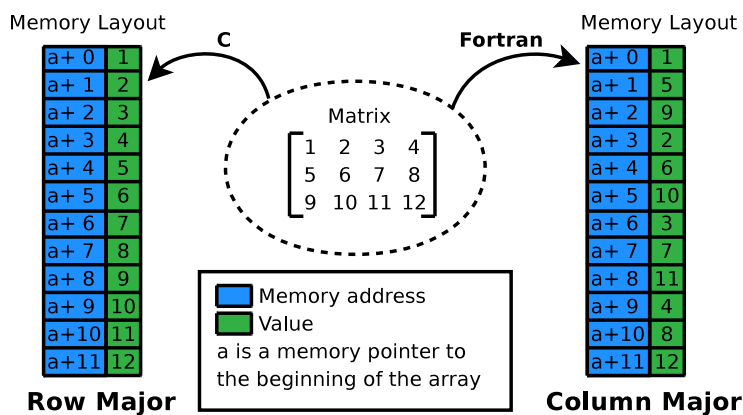 Memory Layout
a+ 0 1
a+ 1 2
a+ 2 3
a+ 3 4
a+ 4 5
a+ 5 6
a+ 6 7
a+ 7 8
a+ 8 9
a+ 9 10
a+10 11
a+11 12
Row Major
C
Matrix
1 2 3 4
5 6 7 8
9 10 11 12
Fortran
Memory address
Value
a is a memory pointer to
the beginning of the array
Memory Layout
a+ 0 1
a+ 1 5
a+ 2 9
a+ 3 2
a+ 4 6
a+ 5 10
a+ 6 3
a+ 7 7
a+ 8 11
a+ 9 4
a+10 8
a+11 12
Column Major